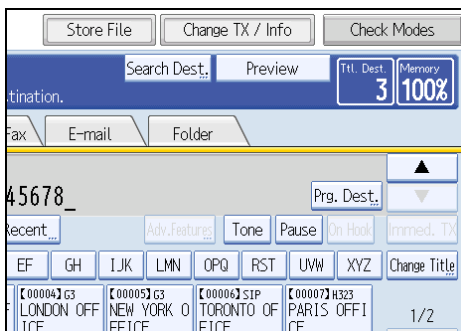 Store File Change TX / Info Check Modes
Search Dest. Preview Ttl. Dest. Memory
tination. 3 100%
Fax E-mail Folder
▲
45678_
Prg. Dest. ▼
Recent Adv.Features Tone Pause On Hook Immed. TX
EF GH IJK LMN OPQ RST UVW XYZ Change Title
【00004】G3 【00005】G3 【00006】SIP 【00007】H323
LONDON OFF NEW YORK O TORONTO OF PARIS OFFI 1/2
ICE FFICE FICE CE